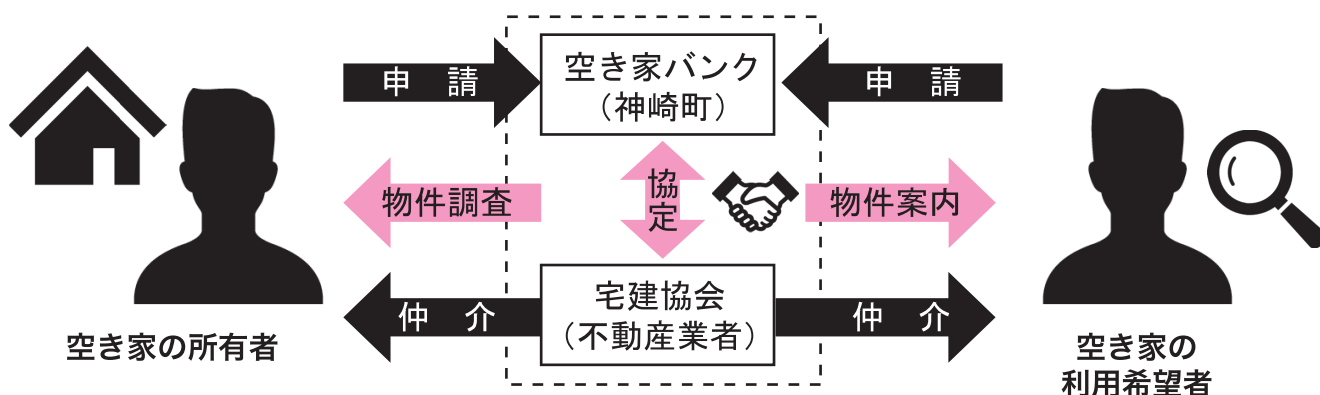 申 請
空き家バンク
（神崎町）
申 請
物件調査
協定
物件案内
仲 介
宅建協会
（不動産業者）
仲 介
空き家の所有者
空き家の
利用希望者